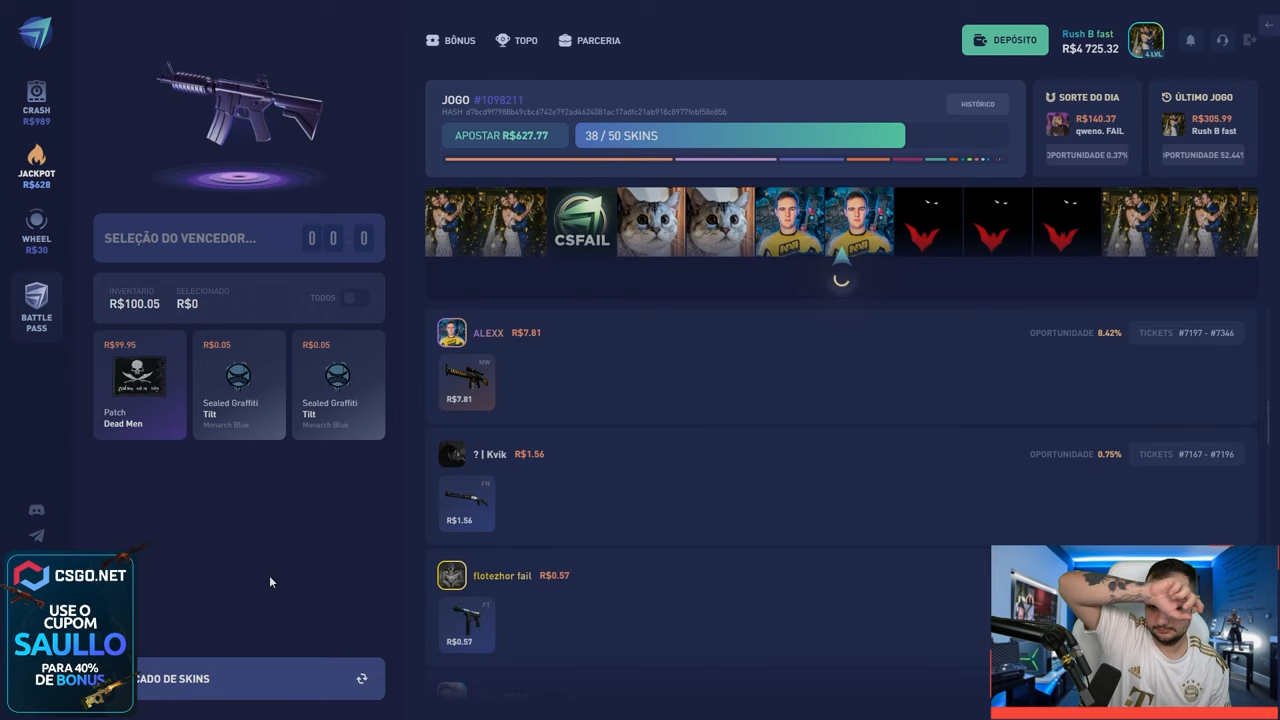 BÔNUS
TOPO
PARCERIA
DEPÓSITO
Rush B fast
R$4 725.32
4 LVL
CRASH
R$989
JACKPOT
R$628
WHEEL
R$30
BATTLE
PASS
JOGO #1098211
HISTÓRICO
APOSTAR R$627.77
38 / 50 SKINS
SORTE DO DIA
R$140.37
qweno. FAIL
OPORTUNIDADE 0.37%
ÚLTIMO JOGO
R$305.99
Rush B fast
OPORTUNIDADE 52.44%
CSFAIL
SELEÇÃO DO VENCEDOR...
0 0 : 0
INVENTÁRIO
R$100.05
SELECIONADO
R$0
TODOS
R$99.95
Patch
Dead Men
R$0.05
Sealed Graffiti
Tilt
Monarch Blue
R$0.05
Sealed Graffiti
Tilt
Monarch Blue
ALEXX R$7.81
OPORTUNIDADE 8.42%
TICKETS #7197 - #7346
MW
R$7.81
? | Kvik R$1.56
OPORTUNIDADE 0.75%
TICKETS #7167 - #7196
FN
R$1.56
flotezhor fail R$0.57
FT
R$0.57
CSGO.NET
USE O
CUPOM
SAULLO
PARA 40%
DE BONUS
CADO DE SKINS